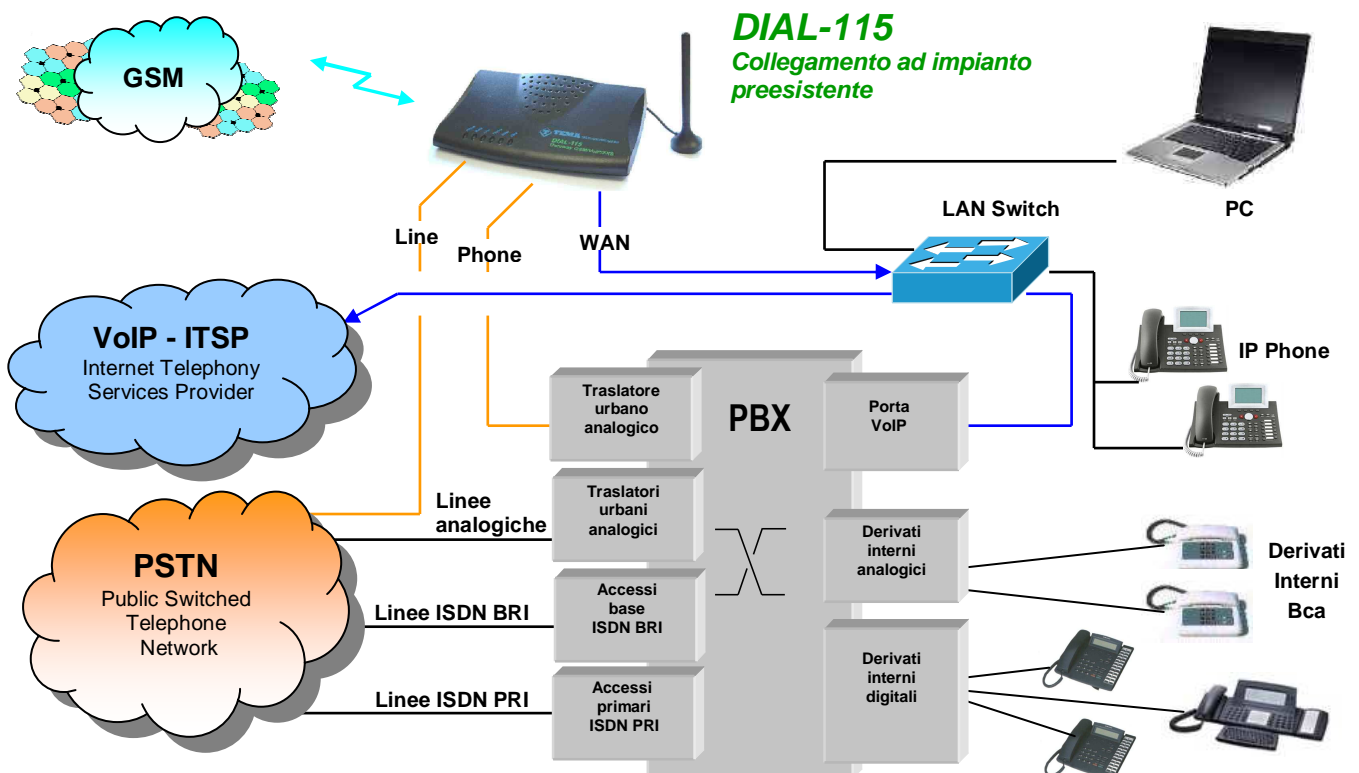 DIAL-115
Collegamento ad impianto
preesistente
GSM
TEMA
DIAL-115
PC
LAN Switch
Line
Phone
WAN
VoIP - ITSP
Internet Telephony
Services Provider
IP Phone
PBX
Traslatore
urbano
analogico
Porta
VoIP
Linee
analogiche
Traslatori
urbani
analogici
Derivati
interni
analogici
Derivati
Interni
Bca
PSTN
Public Switched
Telephone
Network
Linee ISDN BRI
Accessi
base
ISDN BRI
Derivati
interni
digitali
Linee ISDN PRI
Accessi
primari
ISDN PRI